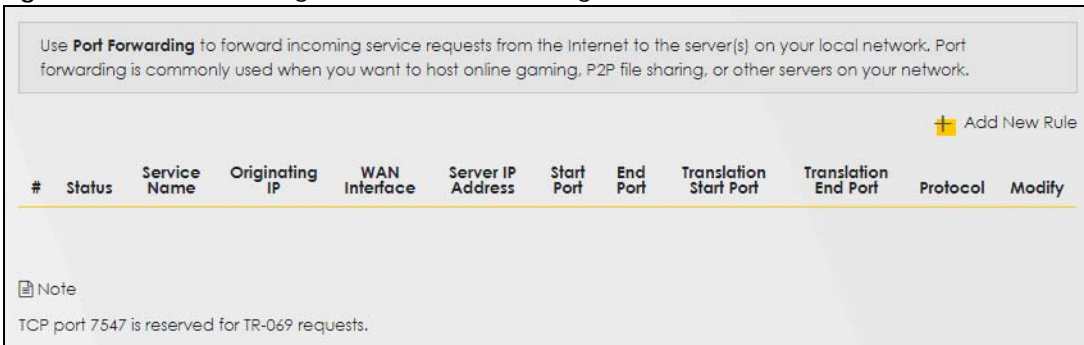 Use Port Forwarding to forward incoming service requests from the Internet to the server(s) on your local network. Port
forwarding is commonly used when you want to host online gaming, P2P file sharing, or other servers on your network.
Add New Rule
# Status Service Name Originating IP WAN Interface Server IP Address Start Port End Port Translation Start Port Translation End Port Protocol Modify
Note
TCP port 7547 is reserved for TR-069 requests.